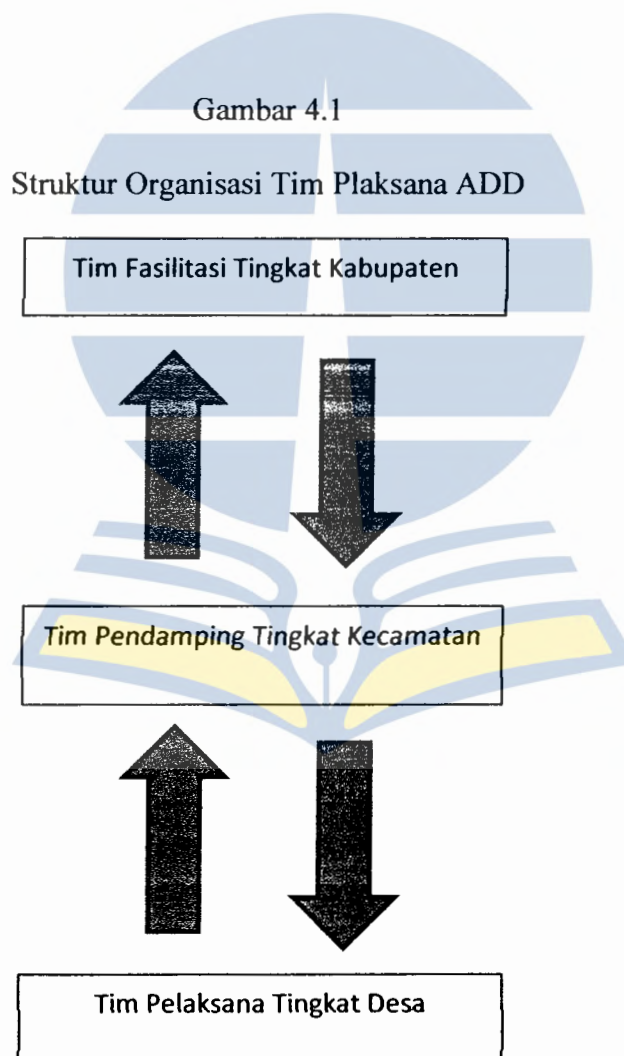 Gambar 4.1
Struktur Organisasi Tim Plaksana ADD
Tim Fasilitasi Tingkat Kabupaten
Tim Pendamping Tingkat Kecamatan
Tim Pelaksana Tingkat Desa